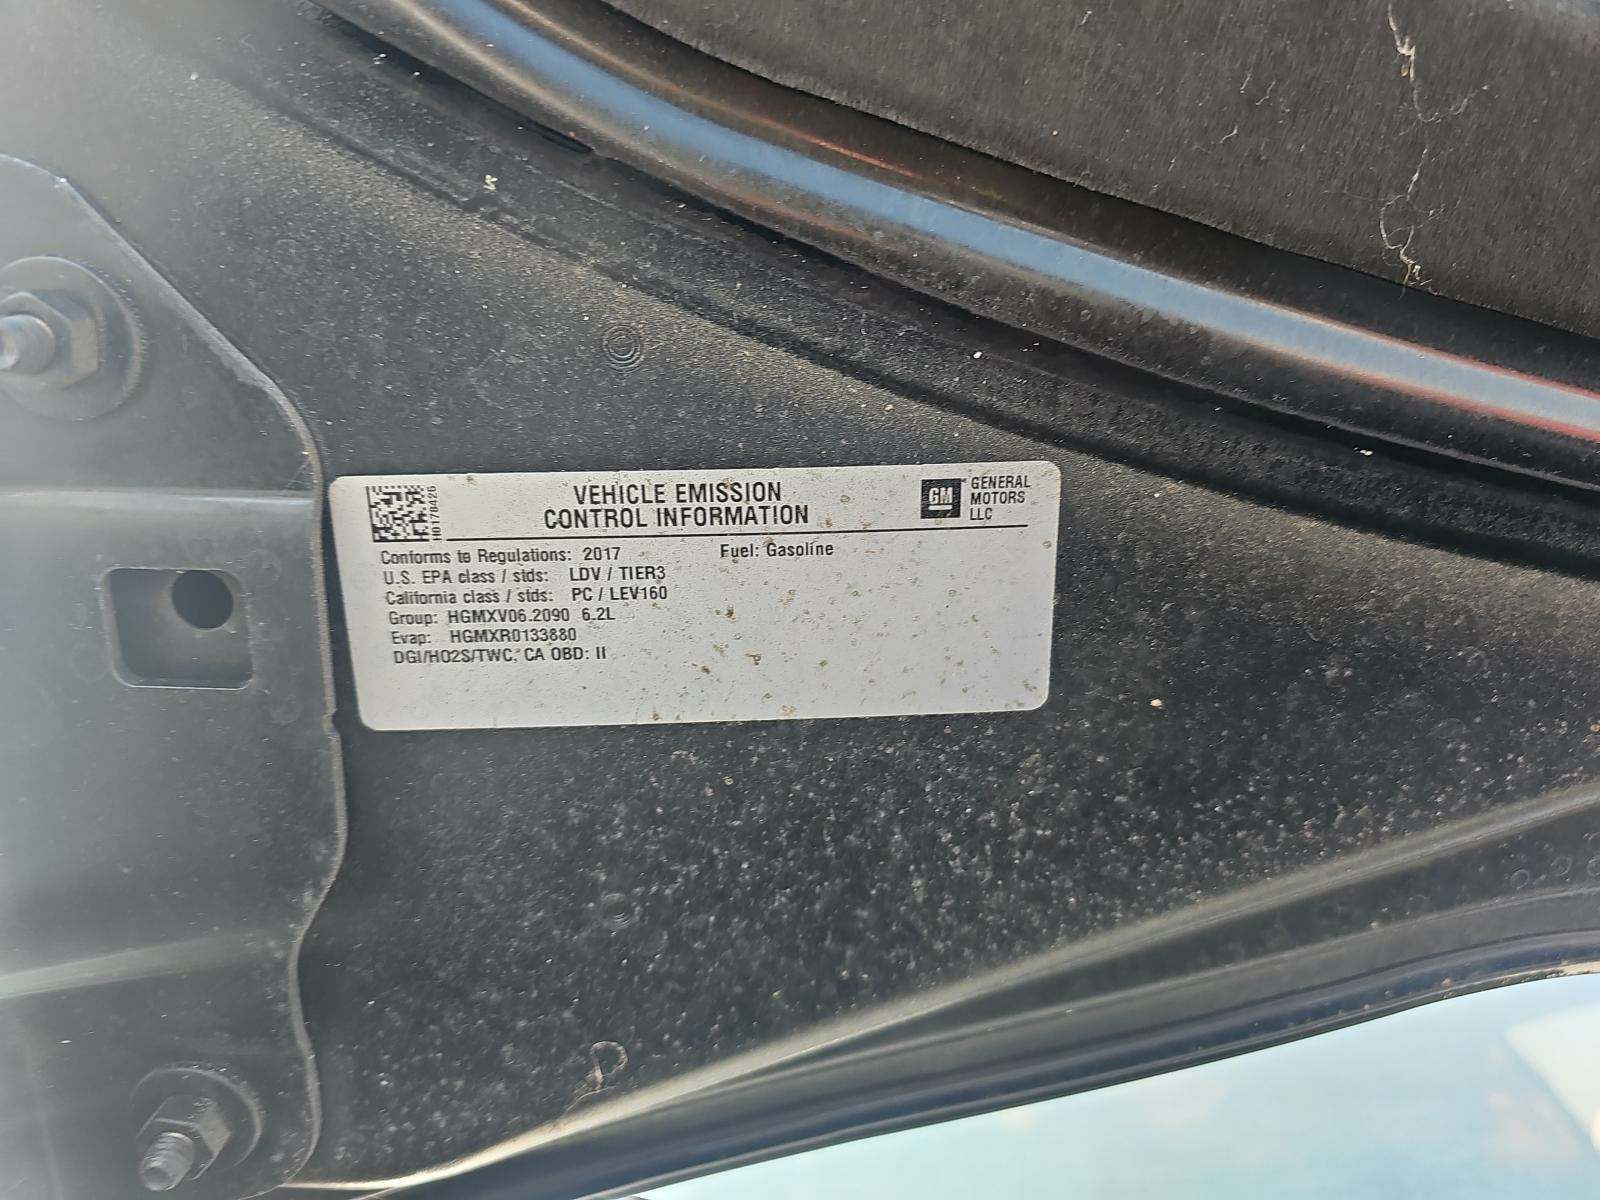 H0178426
VEHICLE EMISSION
CONTROL INFORMATION
GM
GENERAL
MOTORS
LLC
Conforms to Regulations: 2017 Fuel: Gasoline
U.S. EPA class / stds: LDV / TIER3
California class / stds: PC / LEV160
Group: HGMXV06.2090 6.2L
Evap: HGMXR0133880
DGI/HO2S/TWC, CA OBD: II